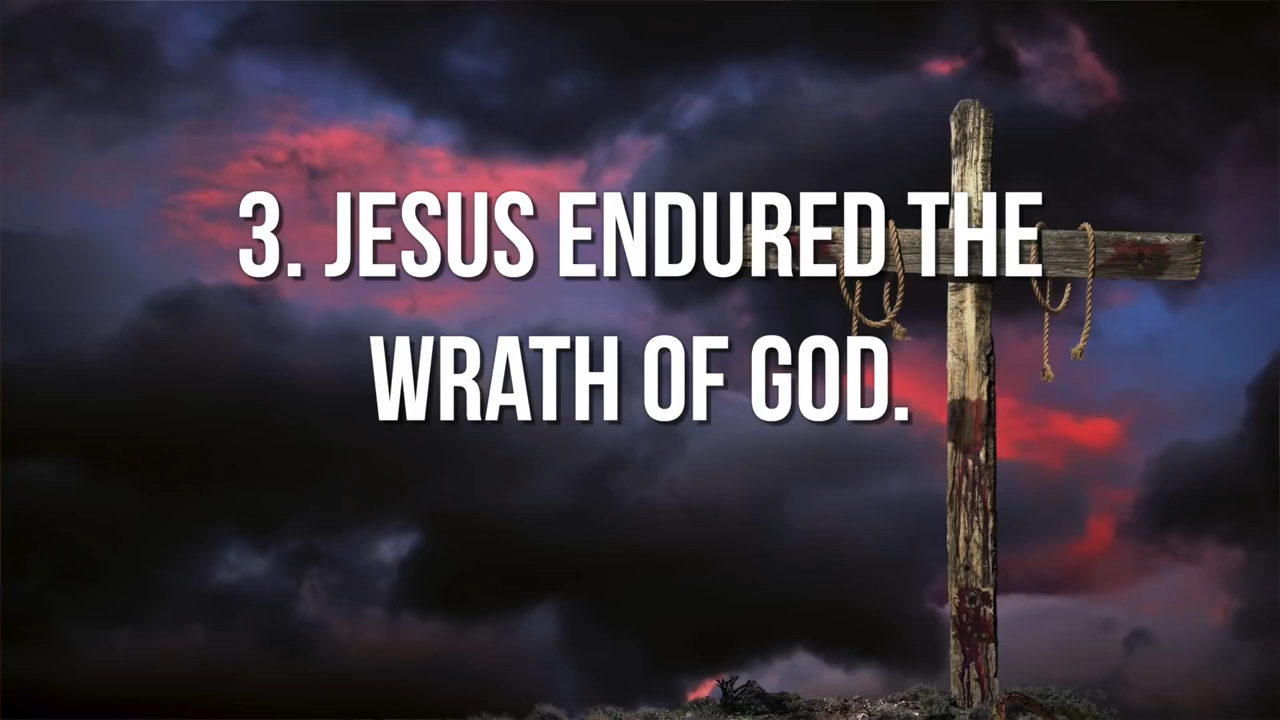 3. JESUS ENDURED THE
WRATH OF GOD.